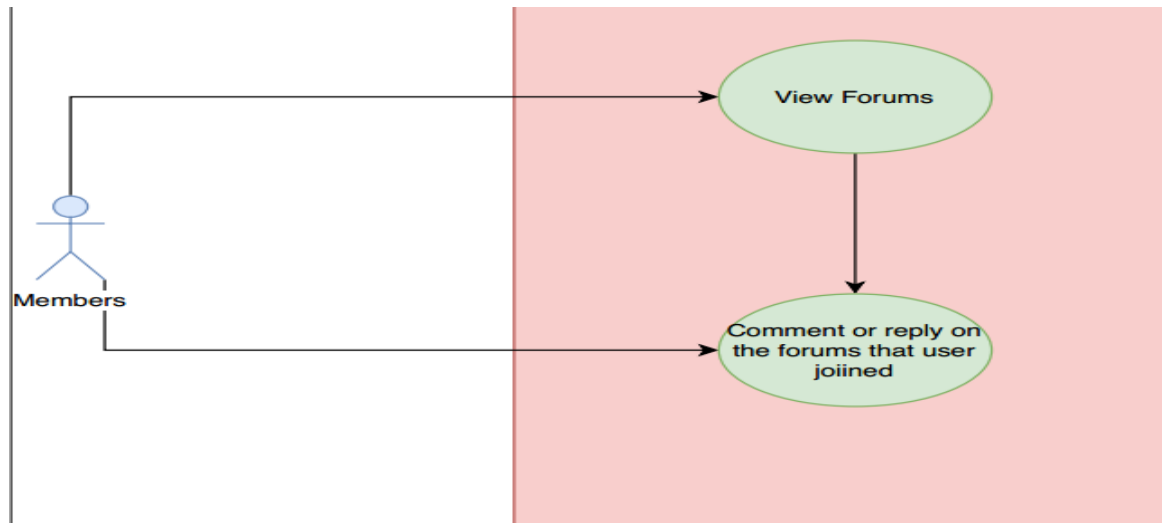 View Forums
Members
Comment or reply on
the forums that user
joiined